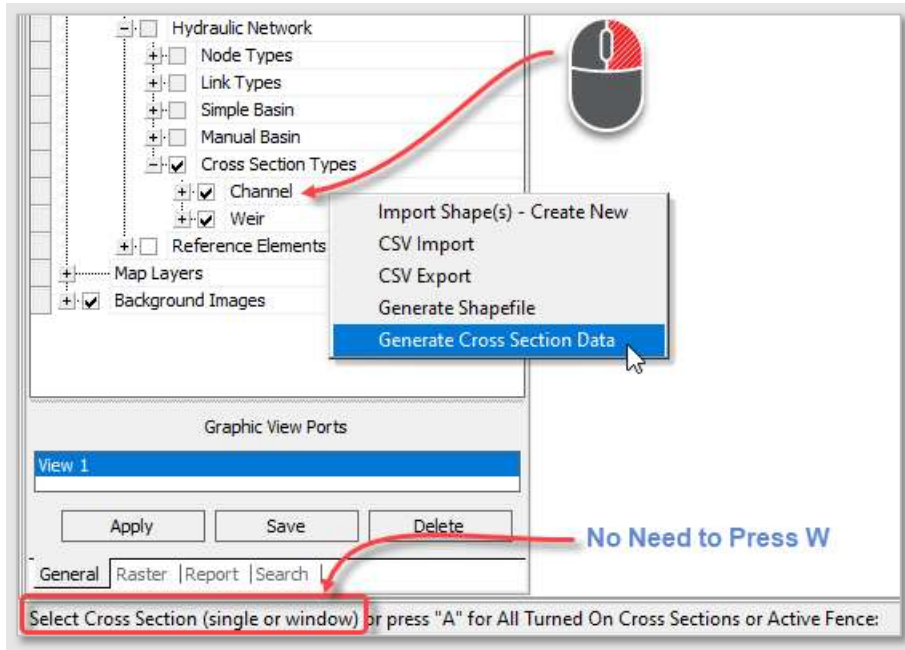 Hydraulic Network
Node Types
Link Types
Simple Basin
Manual Basin
Cross Section Types
Channel
Weir
Reference Elements
Map Layers
Background Images
Import Shape(s) - Create New
CSV Import
CSV Export
Generate Shapefile
Generate Cross Section Data
Graphic View Ports
View 1
Apply Save Delete
No Need to Press W
General Raster |Report |Search |
Select Cross Section (single or window) or press "A" for All Turned On Cross Sections or Active Fence: